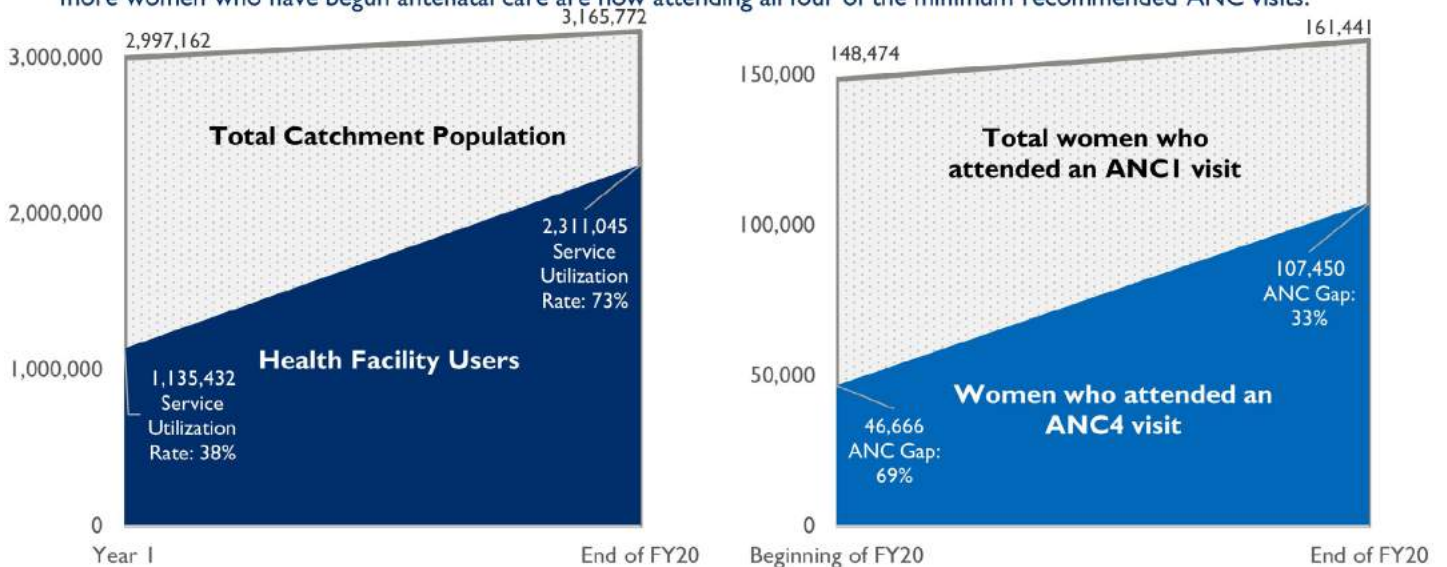 more women who have begun antenatal care are now attending all four of the minimum recommended ANC visits.
3,165,772
2,997,162
3,000,000
Total Catchment Population
2,000,000
2,311,045
Service
Utilization
Rate: 73%
Health Facility Users
1,000,000
1,135,432
Service
Utilization
Rate: 38%
0
Year 1
End of FY20
161,441
148,474
150,000
Total women who
attended an ANC1 visit
100,000
107,450
ANC Gap:
33%
50,000
Women who attended an
ANC4 visit
46,666
ANC Gap:
69%
0
Beginning of FY20
End of FY20